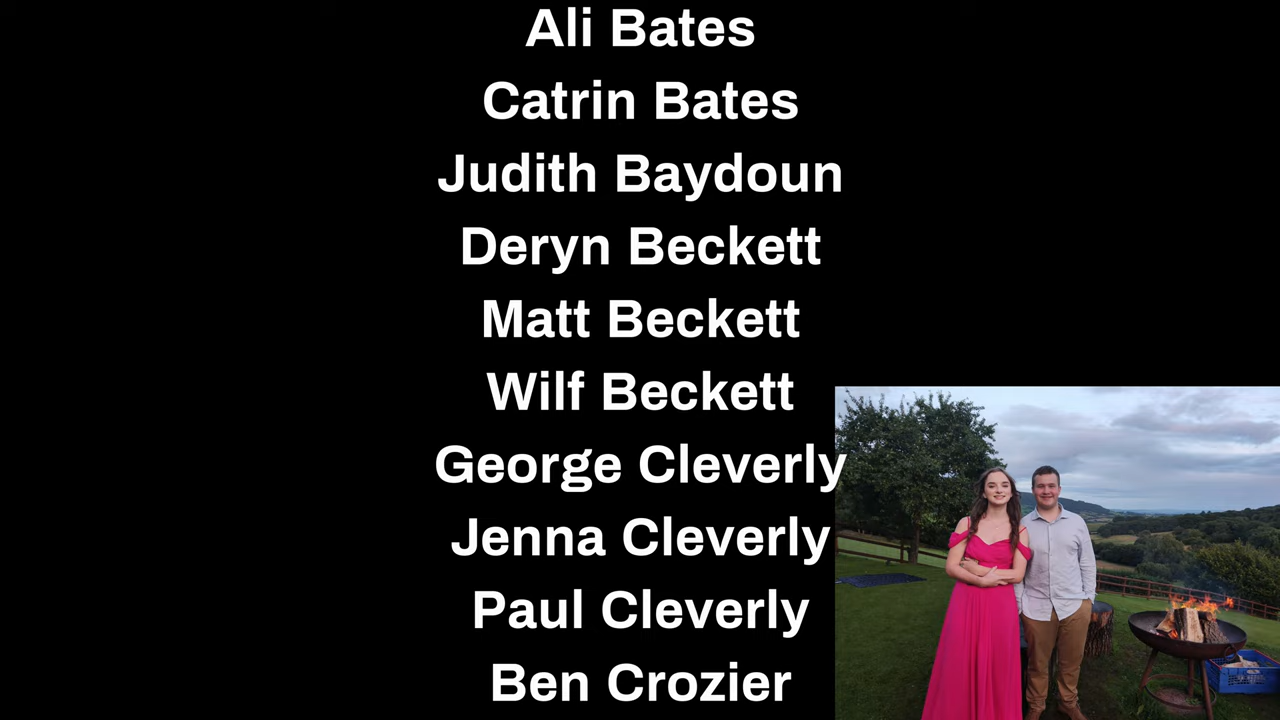 Ali Bates
Catrin Bates
Judith Baydoun
Deryn Beckett
Matt Beckett
Wilf Beckett
George Cleverly
Jenna Cleverly
Paul Cleverly
Ben Crozier